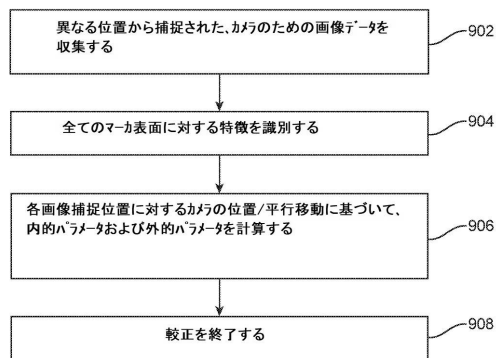 異なる位置から捕捉された、カメラのための画像データを
収集する
902
全てのマーカ表面に対する特徴を識別する
904
各画像捕捉位置に対するカメラの位置/平行移動に基づいて、
内的パラメータおよび外的パラメータを計算する
906
較正を終了する
908